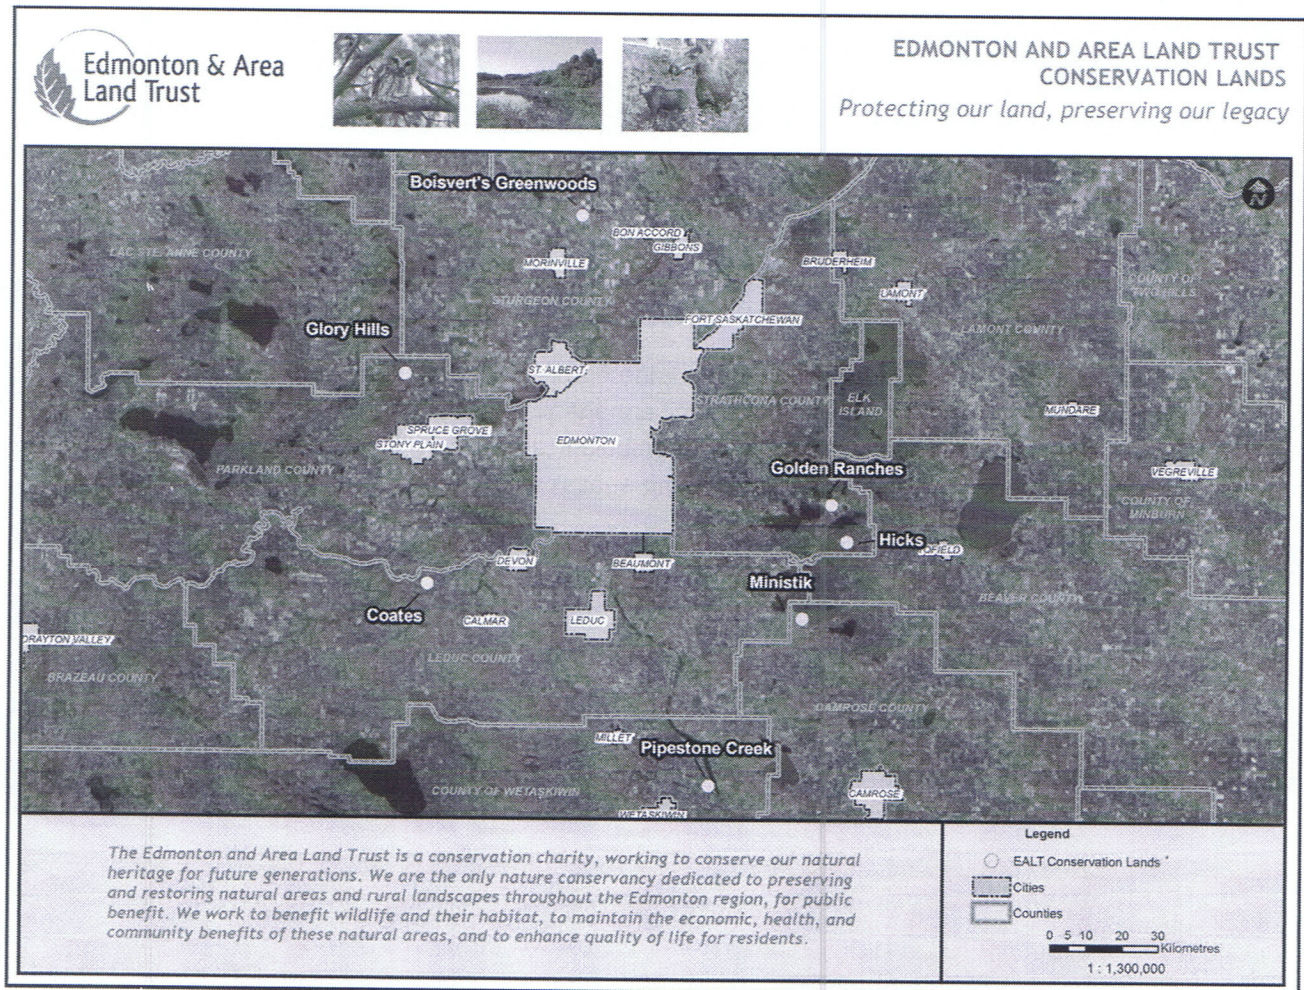 Edmonton & Area
Land Trust
EDMONTON AND AREA LAND TRUST
CONSERVATION LANDS
Protecting our land, preserving our legacy
Boisvert's Greenwoods
BON ACCORD
GIBBONS
MORINVILLE
BRUDERHEIM
LAC STE. ANNE COUNTY
STURGEON COUNTY
LAMONT
COUNTY OF
TWO HILLS
FORT SASKATCHEWAN
LAMONT COUNTY
Glory Hills
ST. ALBERT
STRATHCONA COUNTY
ELK
ISLAND
MUNDARE
SPRUCE GROVE
STONY PLAIN
EDMONTON
PARKLAND COUNTY
Golden Ranches
VEGREVILLE
COUNTY OF
MINBURN
Hicks
TOFIELD
DEVON
BEAUMONT
Ministik
BEAVER COUNTY
Coates
CALMAR
LEDUC
DRAYTON VALLEY
LEDUC COUNTY
BRAZEAU COUNTY
CAMROSE COUNTY
MILLET
Pipestone Creek
COUNTY OF WETASKIWIN
CAMROSE
WETASKIWIN
N
The Edmonton and Area Land Trust is a conservation charity, working to conserve our natural
heritage for future generations. We are the only nature conservancy dedicated to preserving
and restoring natural areas and rural landscapes throughout the Edmonton region, for public
benefit. We work to benefit wildlife and their habitat, to maintain the economic, health, and
community benefits of these natural areas, and to enhance quality of life for residents.
Legend
EALT Conservation Lands *
Cities
Counties
0 5 10 20 30
Kilometres
1 : 1,300,000